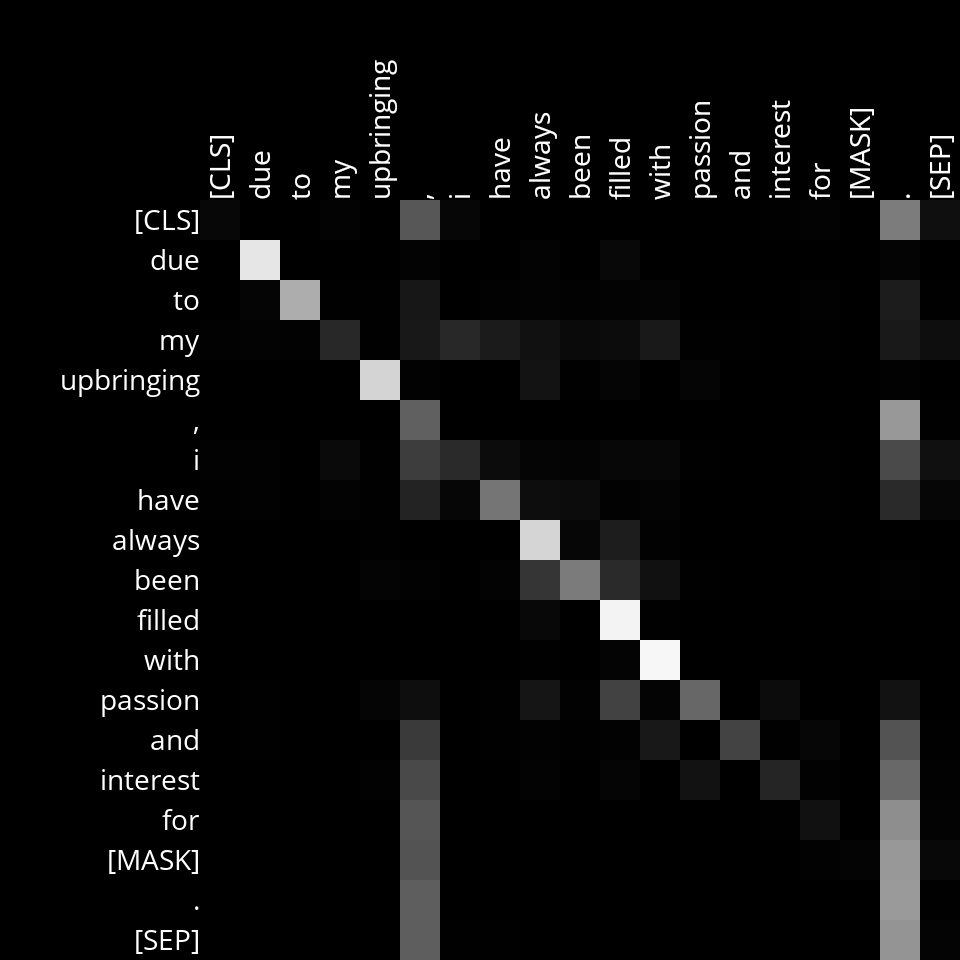 [CLS] due to my upbringing , i have always been filled with passion and interest for [MASK] . [SEP]
[CLS]
due
to
my
upbringing
,
i
have
always
been
filled
with
passion
and
interest
for
[MASK]
.
[SEP]